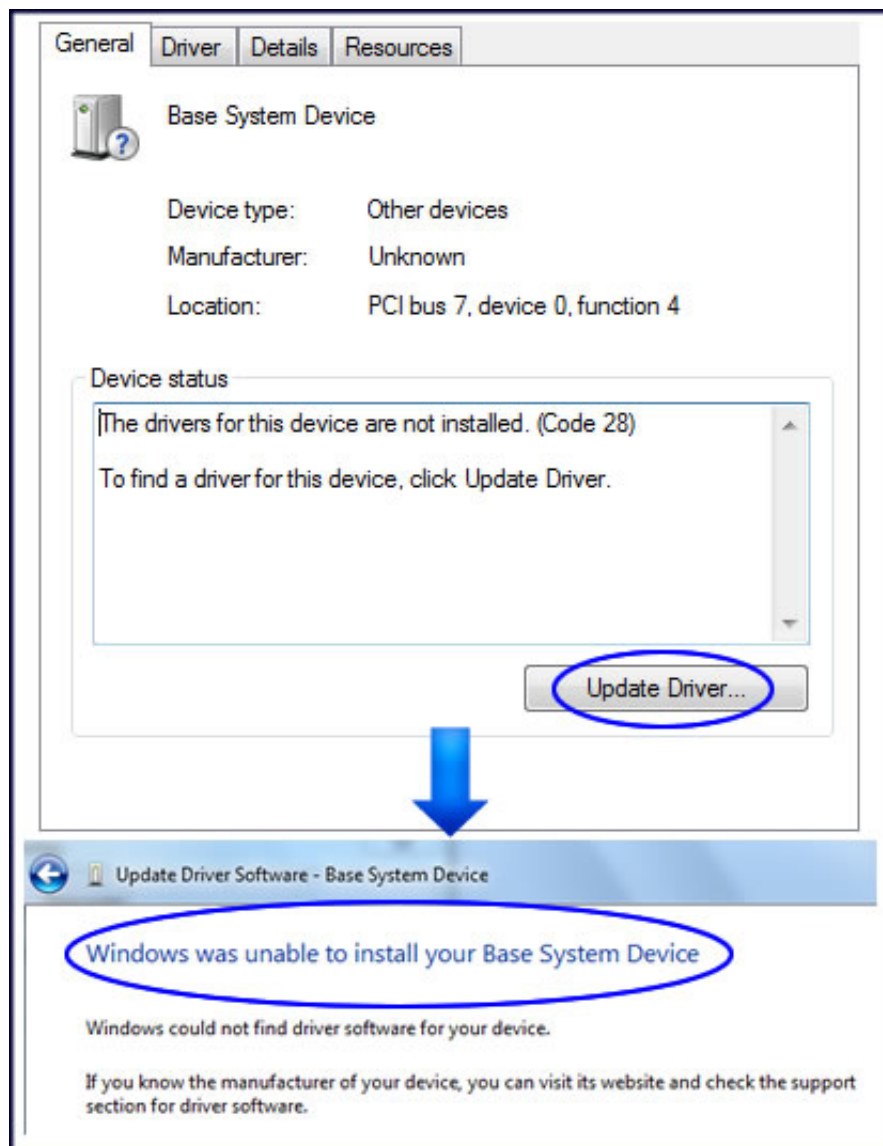 General Driver Details Resources
Base System Device
Device type: Other devices
Manufacturer: Unknown
Location: PCI bus 7, device 0, function 4
Device status
The drivers for this device are not installed. (Code 28)
To find a driver for this device, click Update Driver.
Update Driver...
Update Driver Software - Base System Device
Windows was unable to install your Base System Device
Windows could not find driver software for your device.
If you know the manufacturer of your device, you can visit its website and check the support
section for driver software.